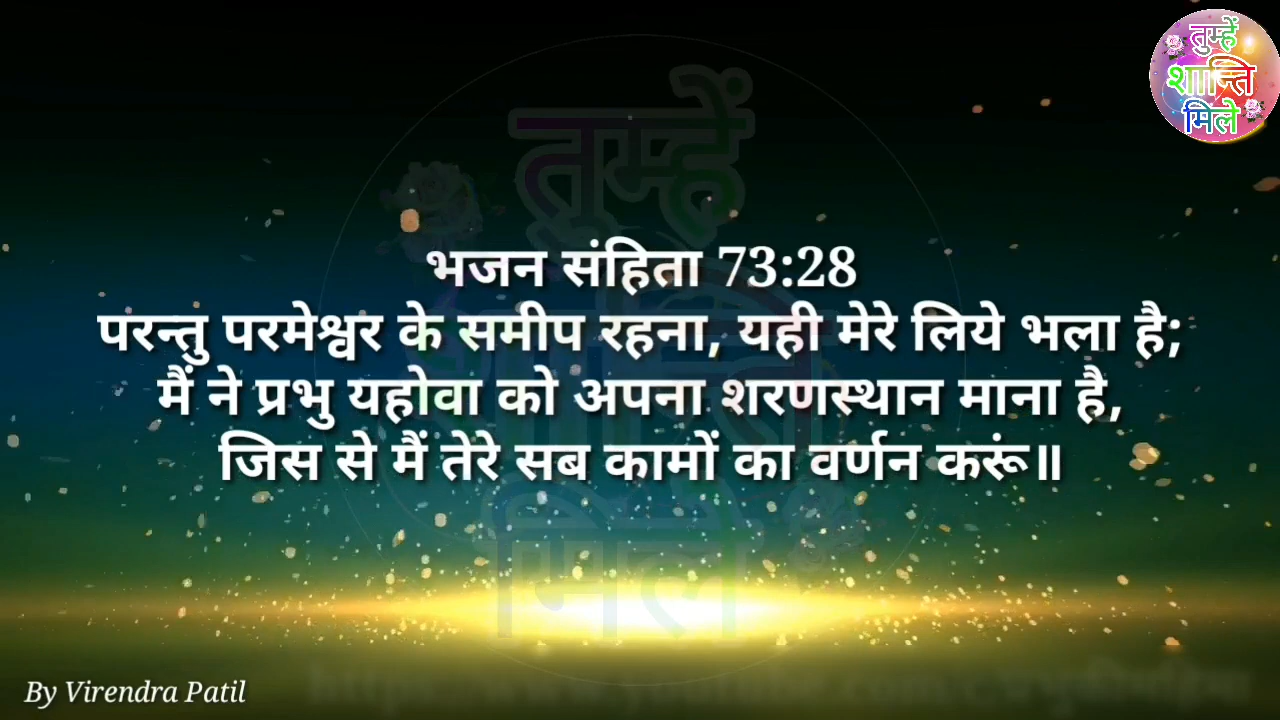 तुम्हें
शान्ति
मिले
भजन संहिता 73:28
परन्तु परमेश्वर के समीप रहना, यही मेरे लिये भला है;
मैं ने प्रभु यहोवा को अपना शरणस्थान माना है,
जिस से मैं तेरे सब कामों का वर्णन करूं॥
By Virendra Patil